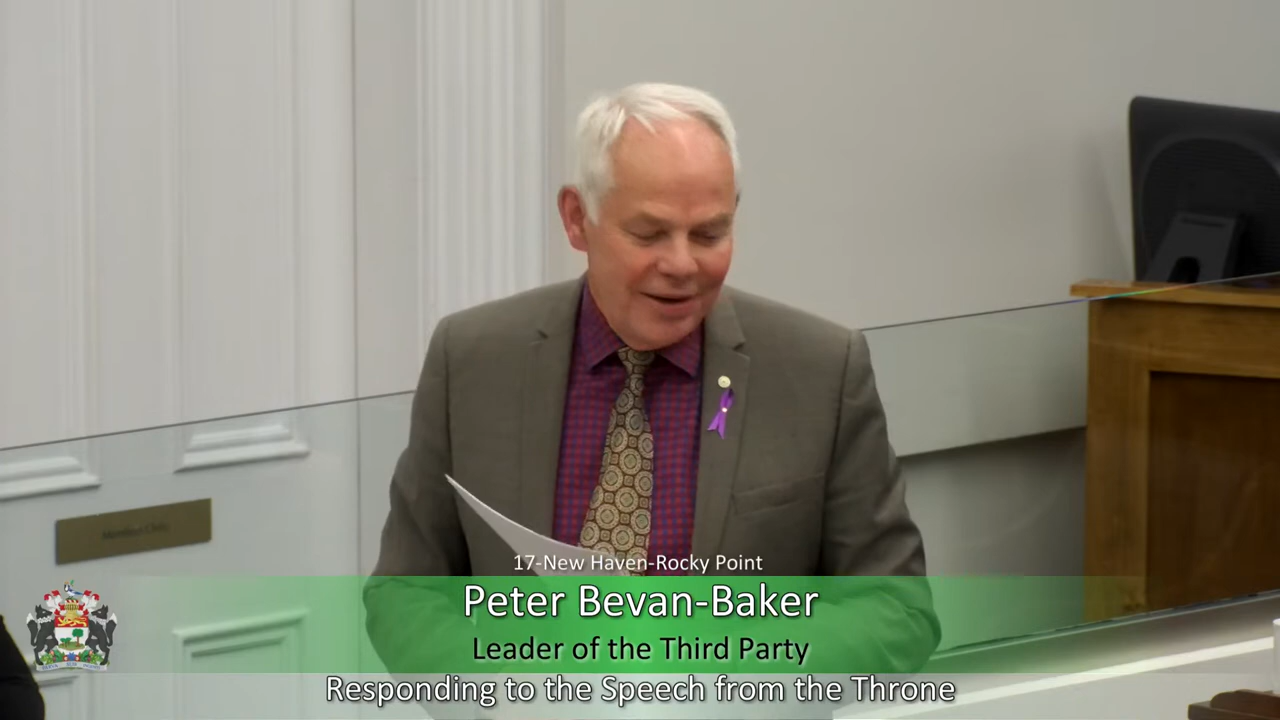 17-New Haven-Rocky Point
Peter Bevan-Baker
Leader of the Third Party
Responding to the Speech from the Throne